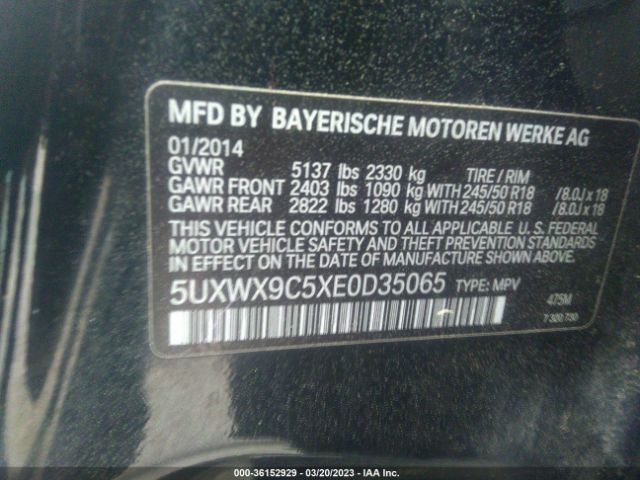 MFD BY BAYERISCHE MOTOREN WERKE AG
01/2014
GVWR 5137 lbs 2330 kg TIRE / RIM
GAWR FRONT 2403 lbs 1090 kg WITH 245/50 R18 /8.0J x 18
GAWR REAR 2822 lbs 1280 kg WITH 245/50 R18 /8.0J x 18
THIS VEHICLE CONFORMS TO ALL APPLICABLE U. S. FEDERAL
MOTOR VEHICLE SAFETY AND THEFT PREVENTION STANDARDS
IN EFFECT ON THE DATE OF MANUFACTURE SHOWN ABOVE.
5UXWX9C5XE0D35065 TYPE: MPV
475M
7 300 730
000-36152929 - 03/20/2023 - IAA Inc.